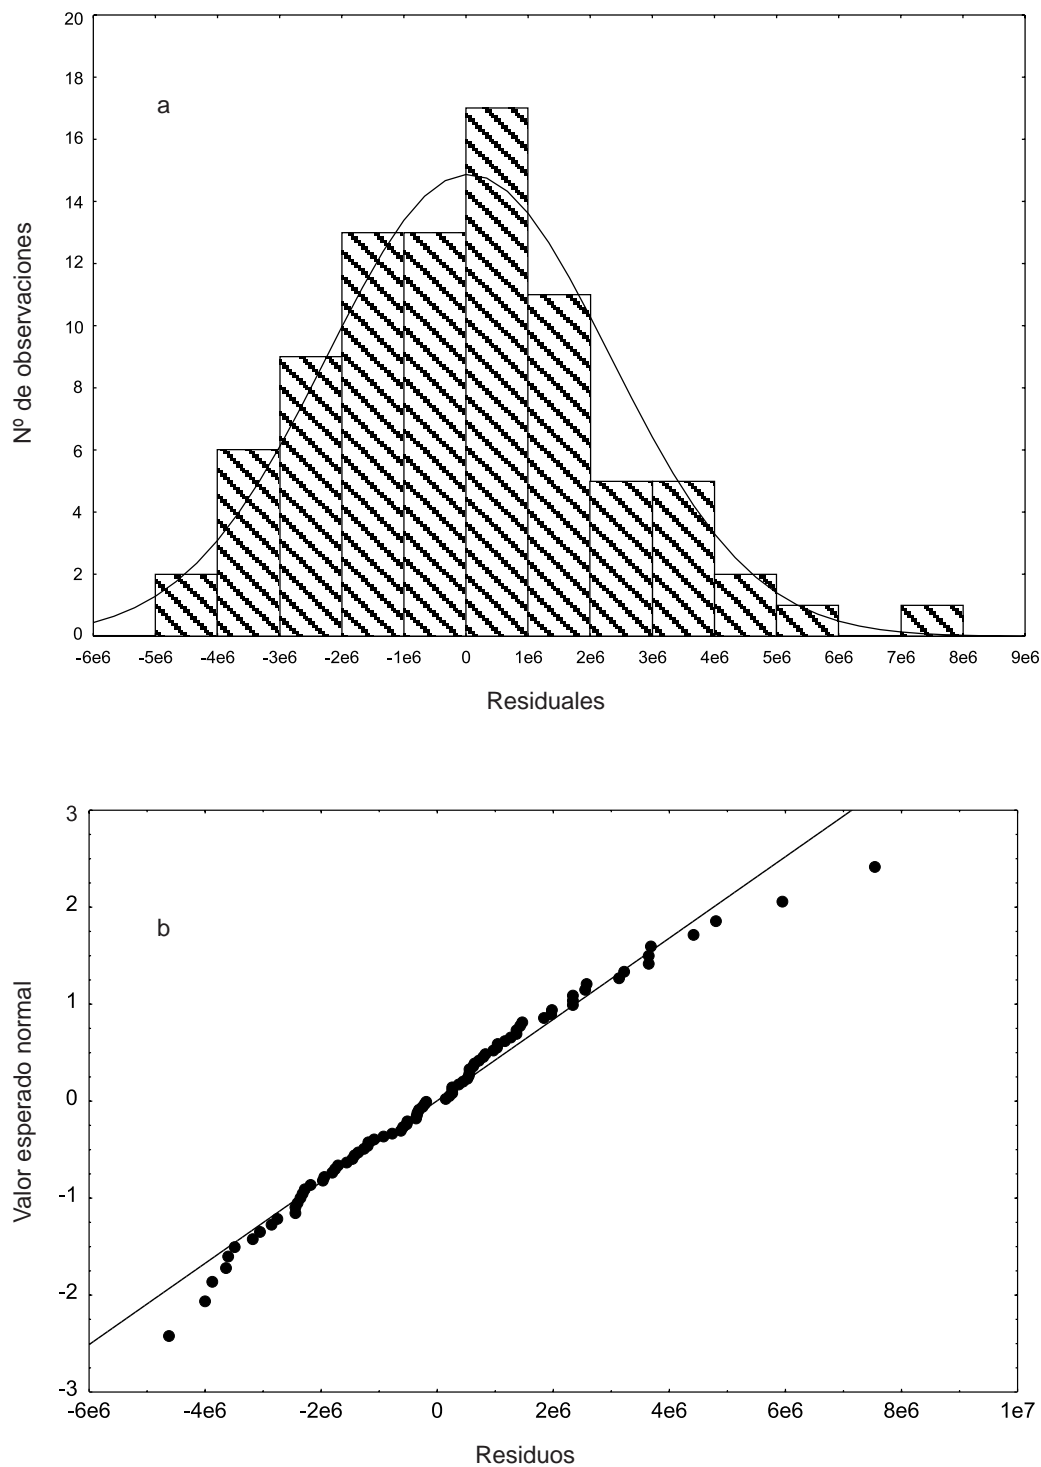 20
18
16
14
12
10
8
6
4
2
0
a
Nº de observaciones
-6e6 -5e6 -4e6 -3e6 -2e6 -1e6 0 1e6 2e6 3e6 4e6 5e6 6e6 7e6 8e6 9e6
Residuales
3
2
1
0
-1
-2
-3
b
Valor esperado normal
-6e6 -4e6 -2e6 0 2e6 4e6 6e6 8e6 1e7
Residuos